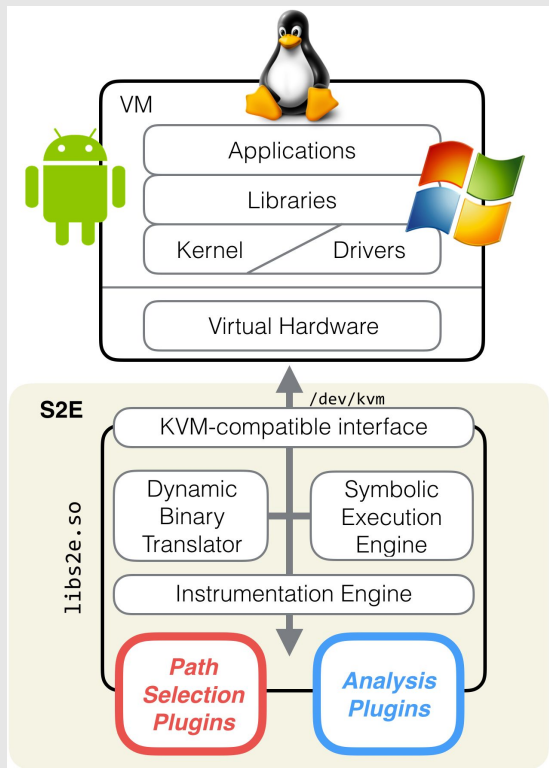 VM
Applications
Libraries
Kernel
Drivers
Virtual Hardware
/dev/kvm
S2E
KVM-compatible interface
libs2e.so
Dynamic
Binary
Translator
Symbolic
Execution
Engine
Instrumentation Engine
Path
Selection
Plugins
Analysis
Plugins